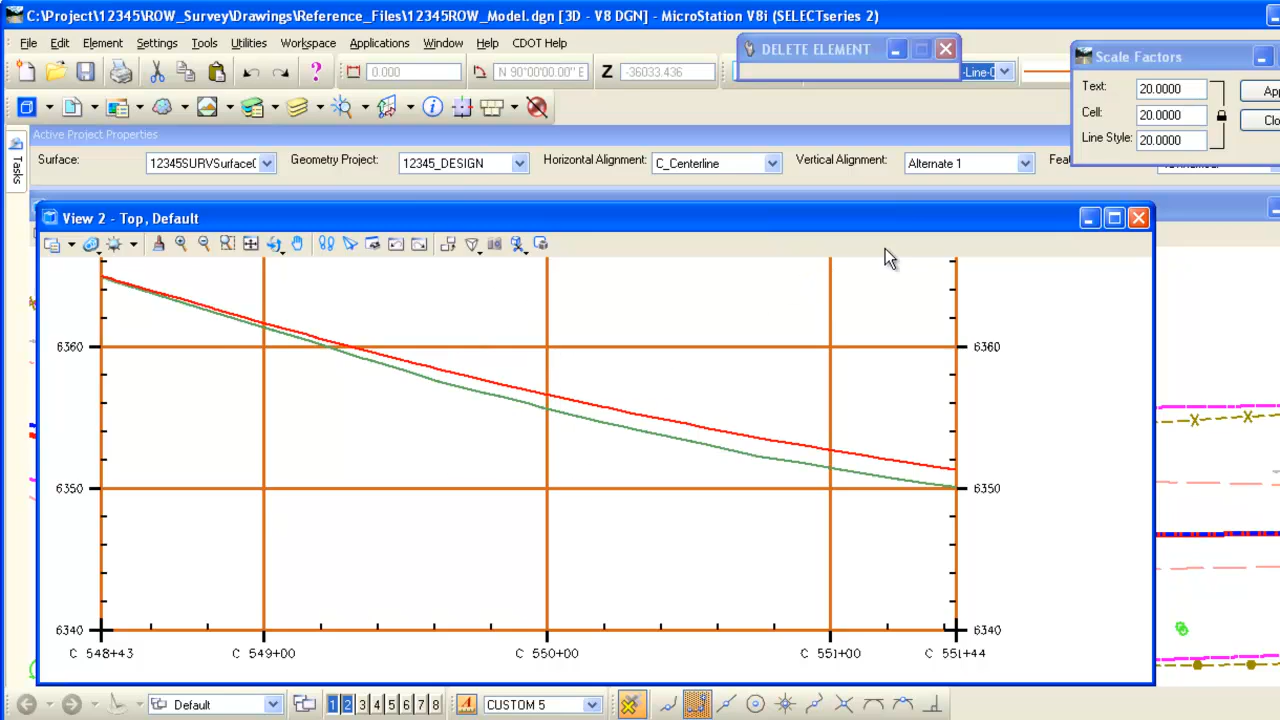 C:\Project\12345\ROW_Survey\Drawings\Reference_Files\12345ROW_Model.dgn [3D - V8 DGN] - MicroStation V8i (SELECTseries 2)
File Edit Element Settings Tools Utilities Workspace Applications Window Help CDOT Help
DELETE ELEMENT
Scale Factors
0.000 N 90°00'00.00" E Z -36033.436 -Line-0
Text: 20.0000 App
Cell: 20.0000 Clo
Line Style: 20.0000
Active Project Properties
Tasks
Surface: 12345SURVSurface Geometry Project: 12345_DESIGN Horizontal Alignment: C_Centerline Vertical Alignment: Alternate 1 Fea
View 2 - Top, Default
6360 6360
6350 6350
6340 6340
C 548+43 C 549+00 C 550+00 C 551+00 C 551+44
Default 1 2 3 4 5 6 7 8 A CUSTOM 5